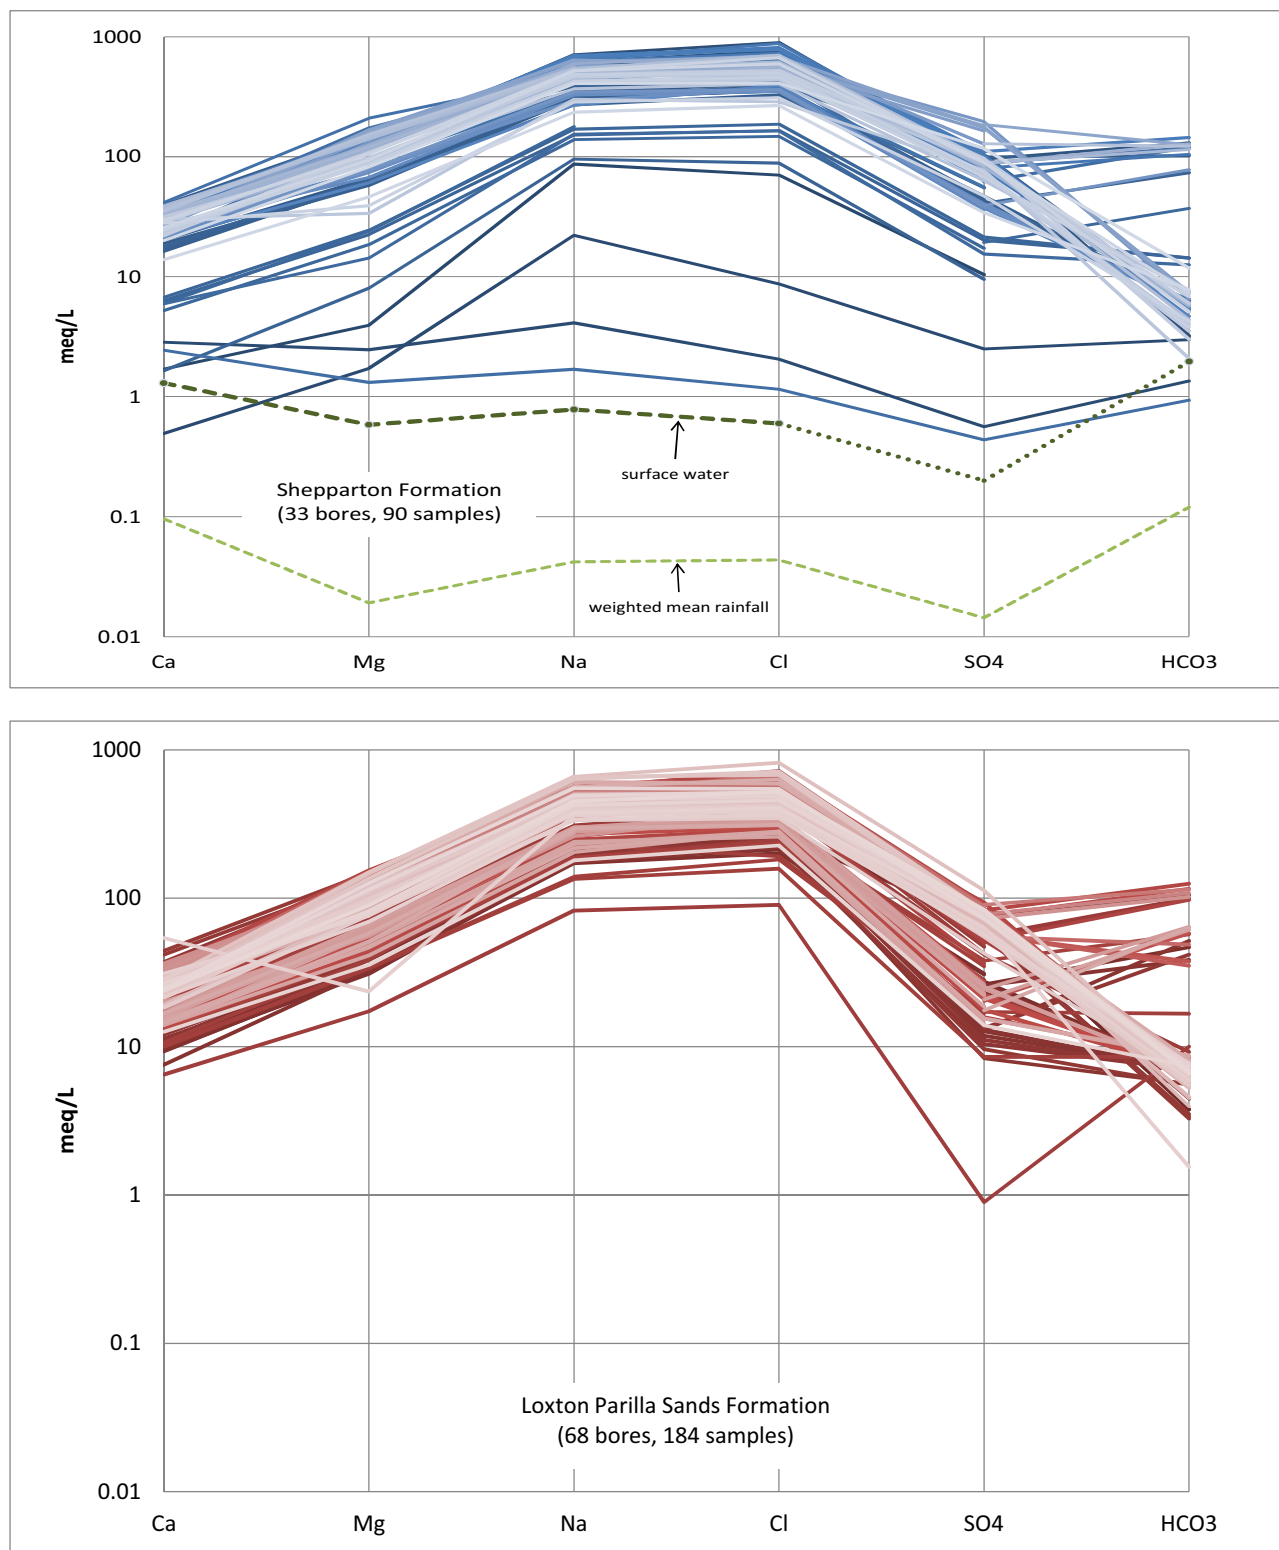 1000
100
10
1
0.1
0.01
meq/L
surface water
Shepparton Formation
(33 bores, 90 samples)
weighted mean rainfall
Ca Mg Na Cl SO4 HCO3
1000
100
10
1
0.1
0.01
meq/L
Loxton Parilla Sands Formation
(68 bores, 184 samples)
Ca Mg Na Cl SO4 HCO3